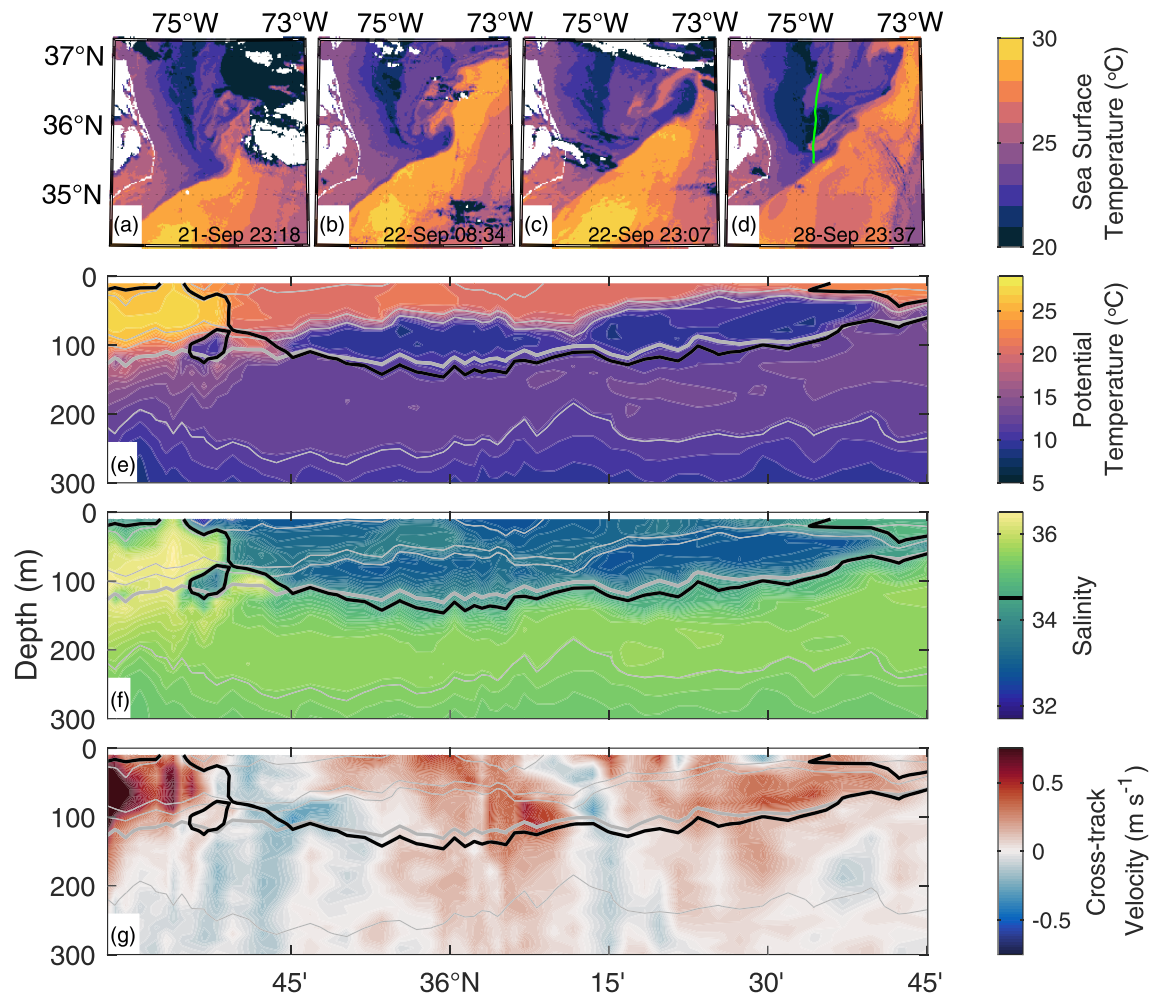 75°W 73°W 75°W 73°W 75°W 73°W 75°W 73°W
37°N
36°N
35°N
(a) 21-Sep 23:18
(b) 22-Sep 08:34
(c) 22-Sep 23:07
(d) 28-Sep 23:37
30
25
20
Sea Surface
Temperature (°C)
0
100
200
300
(e)
25
20
15
10
5
Potential
Temperature (°C)
0
100
200
300
(f)
Depth (m)
36
34
32
Salinity
0
100
200
300
(g)
0.5
0
-0.5
Cross-track
Velocity (m s⁻¹)
45' 36°N 15' 30' 45'